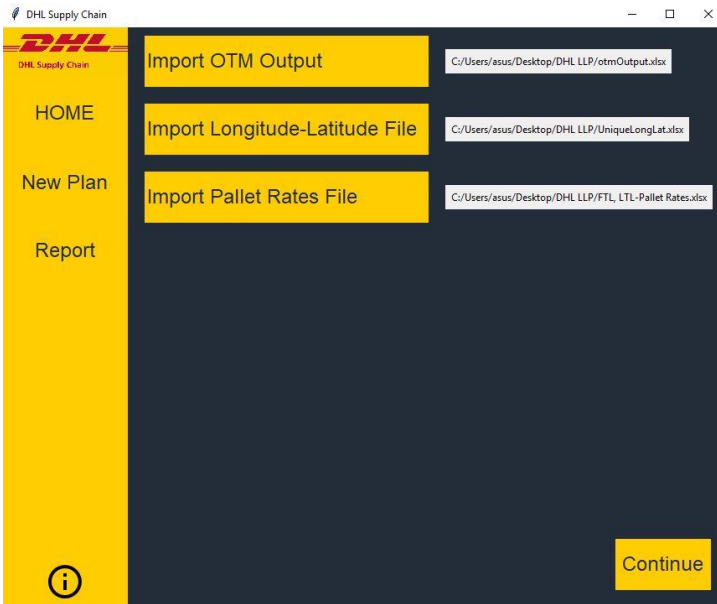 DHL Supply Chain
DHL
DHL Supply Chain
HOME
New Plan
Report
Import OTM Output
C:/Users/asus/Desktop/DHL LLP/otmOutput.xlsx
Import Longitude-Latitude File
C:/Users/asus/Desktop/DHL LLP/UniqueLongLat.xlsx
Import Pallet Rates File
C:/Users/asus/Desktop/DHL LLP/FTL, LTL-Pallet Rates.xlsx
Continue